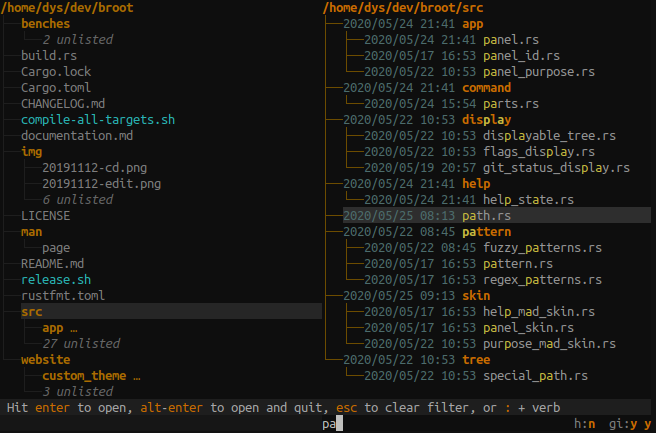 /home/dys/dev/broot
benches
2 unlisted
build.rs
Cargo.lock
Cargo.toml
CHANGELOG.md
compile-all-targets.sh
documentation.md
img
20191112-cd.png
20191112-edit.png
6 unlisted
LICENSE
man
page
README.md
release.sh
rustfmt.toml
src
app …
27 unlisted
website
custom_theme …
3 unlisted
/home/dys/dev/broot/src
2020/05/24 21:41 app
2020/05/24 21:41 panel.rs
2020/05/17 16:53 panel_id.rs
2020/05/22 10:53 panel_purpose.rs
2020/05/24 21:41 command
2020/05/24 15:54 parts.rs
2020/05/22 10:53 display
2020/05/22 10:53 displayable_tree.rs
2020/05/22 10:53 flags_display.rs
2020/05/19 20:57 git_status_display.rs
2020/05/24 21:41 help
2020/05/24 21:41 help_state.rs
2020/05/25 08:13 path.rs
2020/05/22 08:45 pattern
2020/05/22 08:45 fuzzy_patterns.rs
2020/05/17 16:53 pattern.rs
2020/05/17 16:53 regex_patterns.rs
2020/05/25 09:13 skin
2020/05/17 16:53 help_mad_skin.rs
2020/05/17 16:53 panel_skin.rs
2020/05/22 10:53 purpose_mad_skin.rs
2020/05/22 10:53 tree
2020/05/22 10:53 special_path.rs
Hit enter to open, alt-enter to open and quit, esc to clear filter, or : + verb
pa
h:n gi:y y